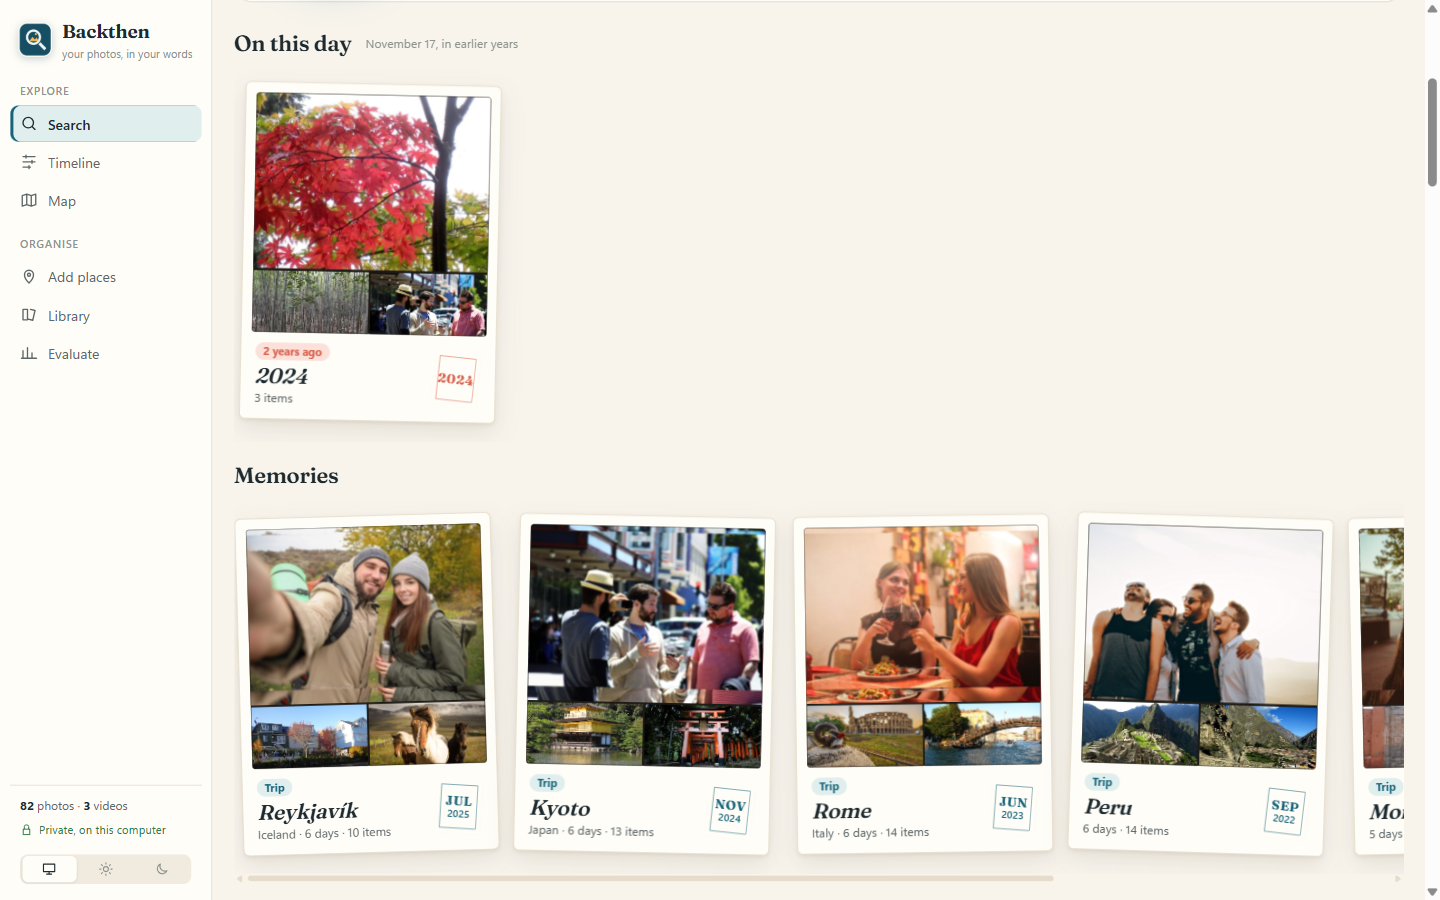 Backthen
your photos, in your words
EXPLORE
Search
Timeline
Map
ORGANISE
Add places
Library
Evaluate
82 photos · 3 videos
Private, on this computer
On this day
November 17, in earlier years
2 years ago
2024
3 items
2024
Memories
Trip
Reykjavík
Iceland · 6 days · 10 items
JUL
2025
Trip
Kyoto
Japan · 6 days · 13 items
NOV
2024
Trip
Rome
Italy · 6 days · 14 items
JUN
2023
Trip
Peru
6 days · 14 items
SEP
2022
Trip
5 days